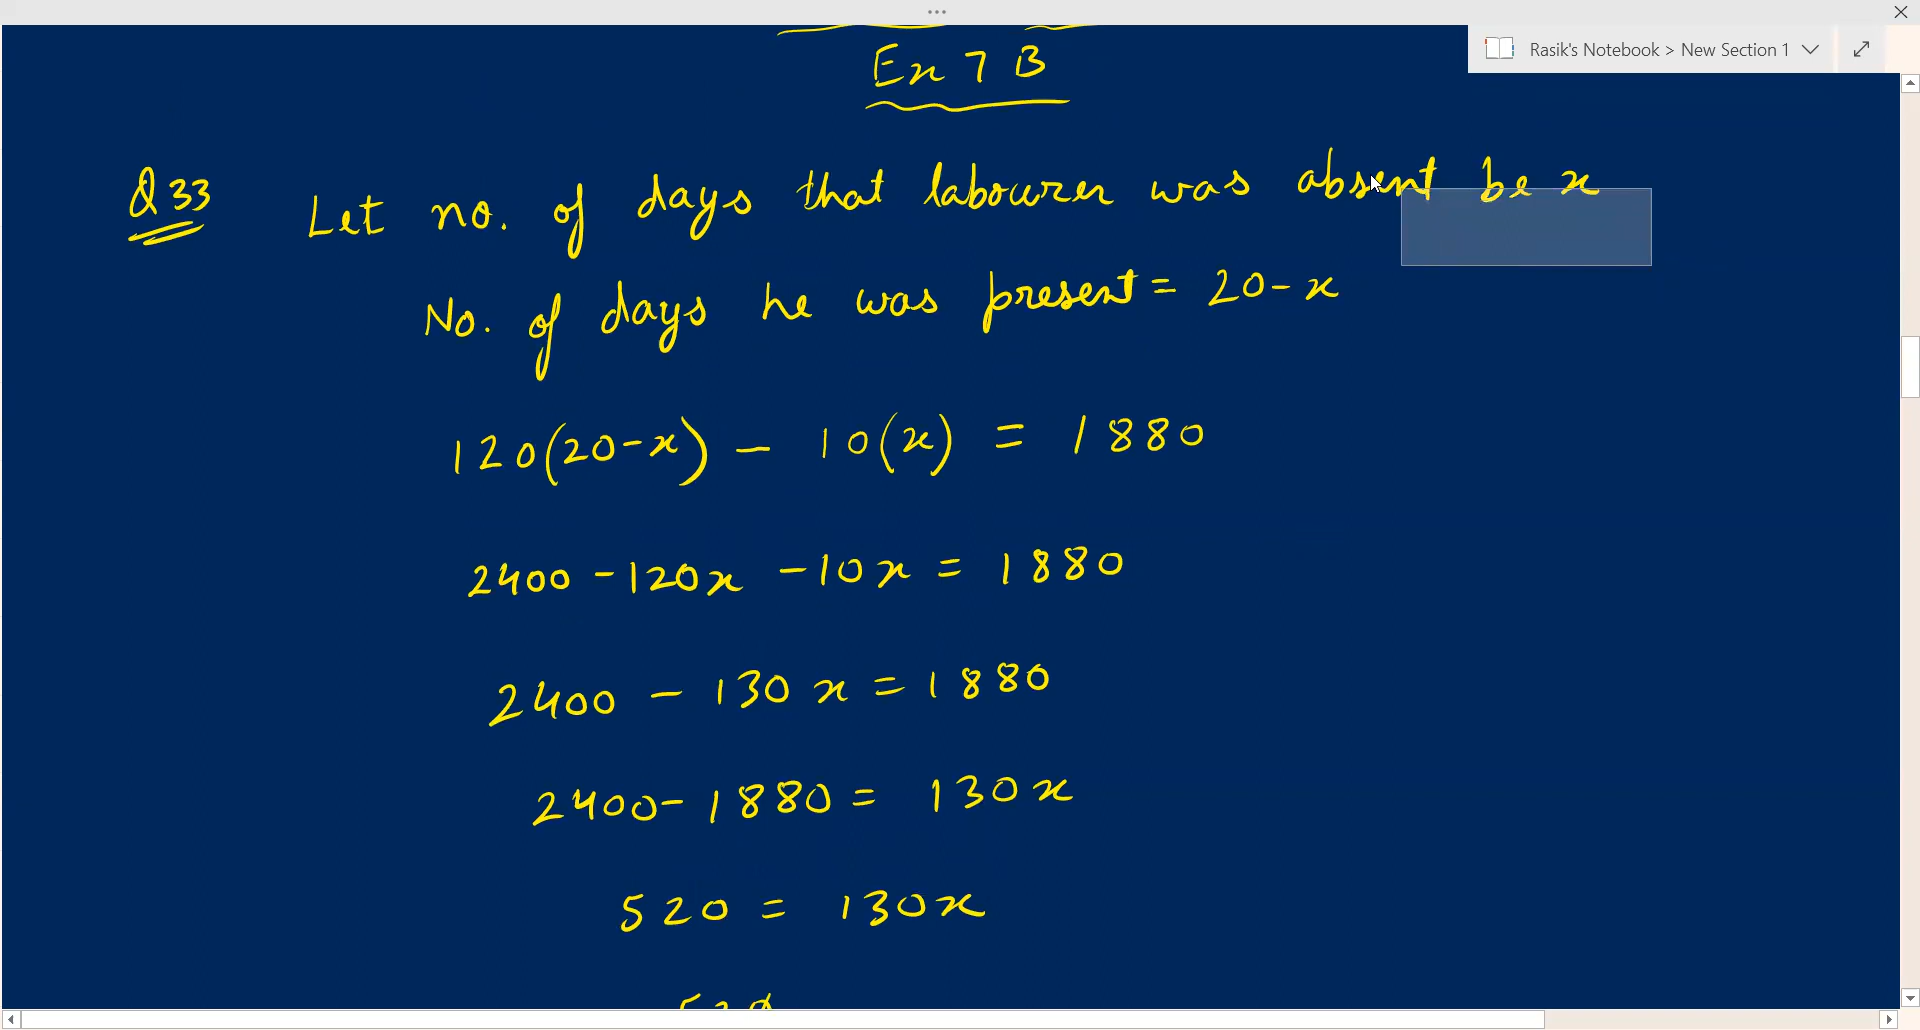 Rasik's Notebook > New Section 1
Ex 7 B
Q 33 Let no. of days that labourer was absent be x
No. of days he was present = 20 - x
120(20-x) - 10(x) = 1880
2400 - 120x - 10x = 1880
2400 - 130x = 1880
2400 - 1880 = 130x
520 = 130x